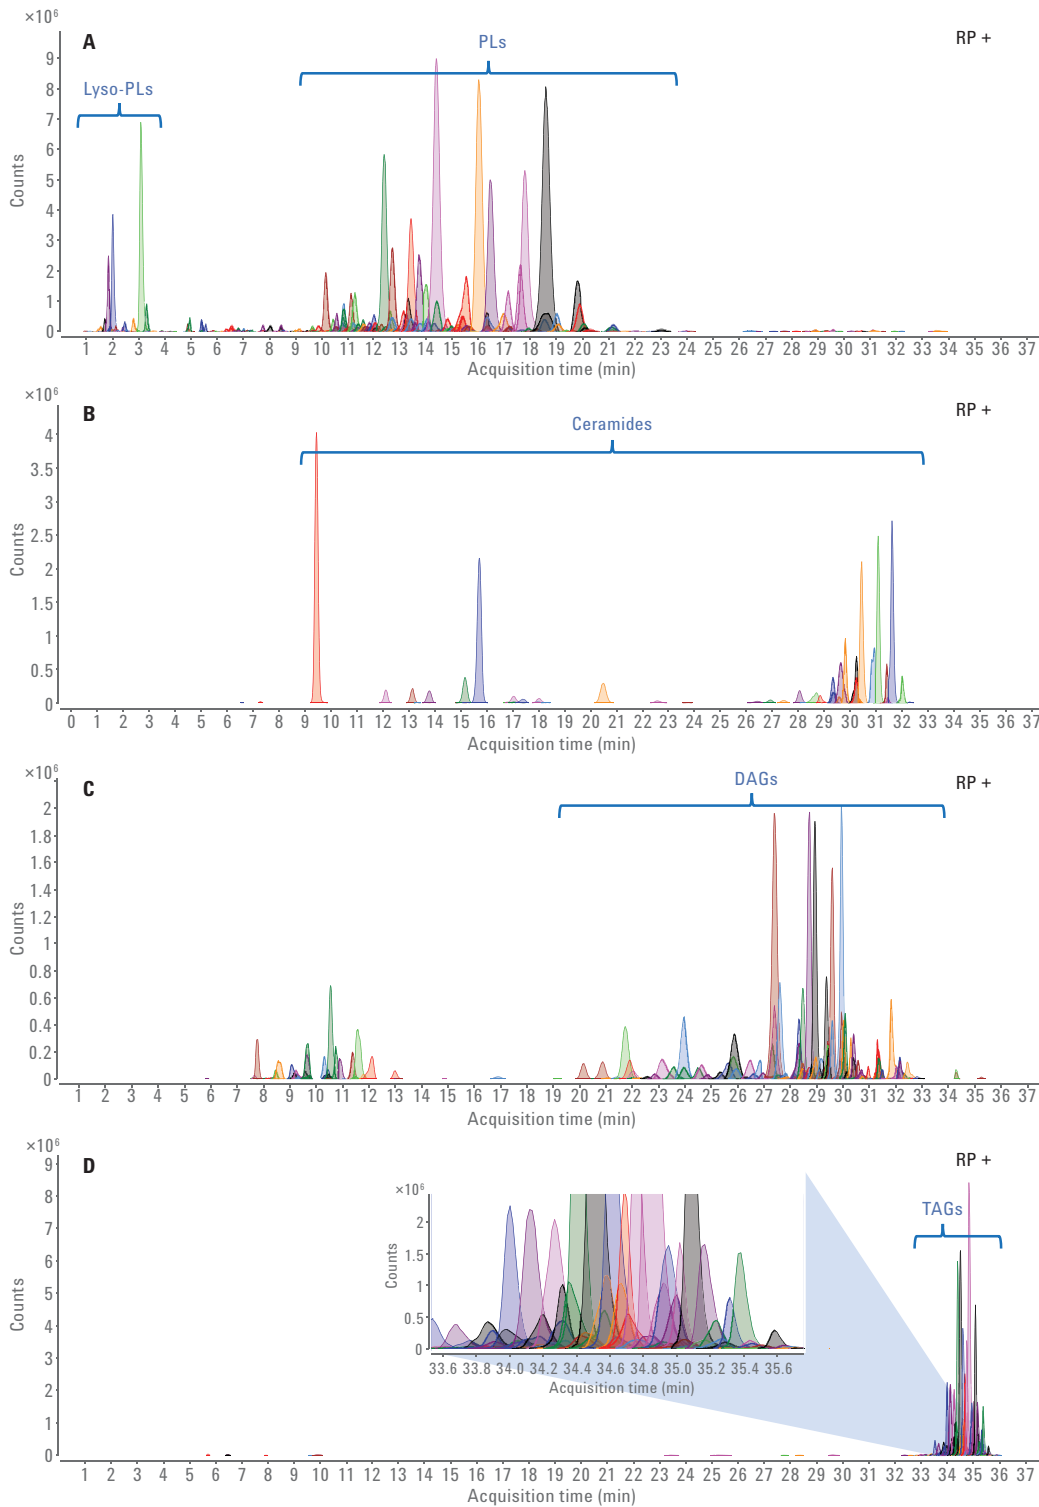 ×10⁶
A
PLs
RP +
Lyso-PLs
9
8
7
6
5
4
3
2
1
0
Counts
1 2 3 4 5 6 7 8 9 10 11 12 13 14 15 16 17 18 19 20 21 22 23 24 25 26 27 28 29 30 31 32 33 34 35 36 37
Acquisition time (min)
×10⁶
B
Ceramides
RP +
4
3.5
3
2.5
2
1.5
1
0.5
0
Counts
0 1 2 3 4 5 6 7 8 9 10 11 12 13 14 15 16 17 18 19 20 21 22 23 24 25 26 27 28 29 30 31 32 33 34 35 36 37
Acquisition time (min)
×10⁶
C
DAGs
RP +
2
1.8
1.6
1.4
1.2
1
0.8
0.6
0.4
0.2
0
Counts
1 2 3 4 5 6 7 8 9 10 11 12 13 14 15 16 17 18 19 20 21 22 23 24 25 26 27 28 29 30 31 32 33 34 35 36 37
Acquisition time (min)
×10⁶
D
RP +
TAGs
9
8
7
6
5
4
3
2
1
0
Counts
×10⁶
2
1.5
1
0.5
0
Counts
33.6 33.8 34.0 34.2 34.4 34.6 34.8 35.0 35.2 35.4 35.6
Acquisition time (min)
1 2 3 4 5 6 7 8 9 10 11 12 13 14 15 16 17 18 19 20 21 22 23 24 25 26 27 28 29 30 31 32 33 34 35 36 37
Acquisition time (min)